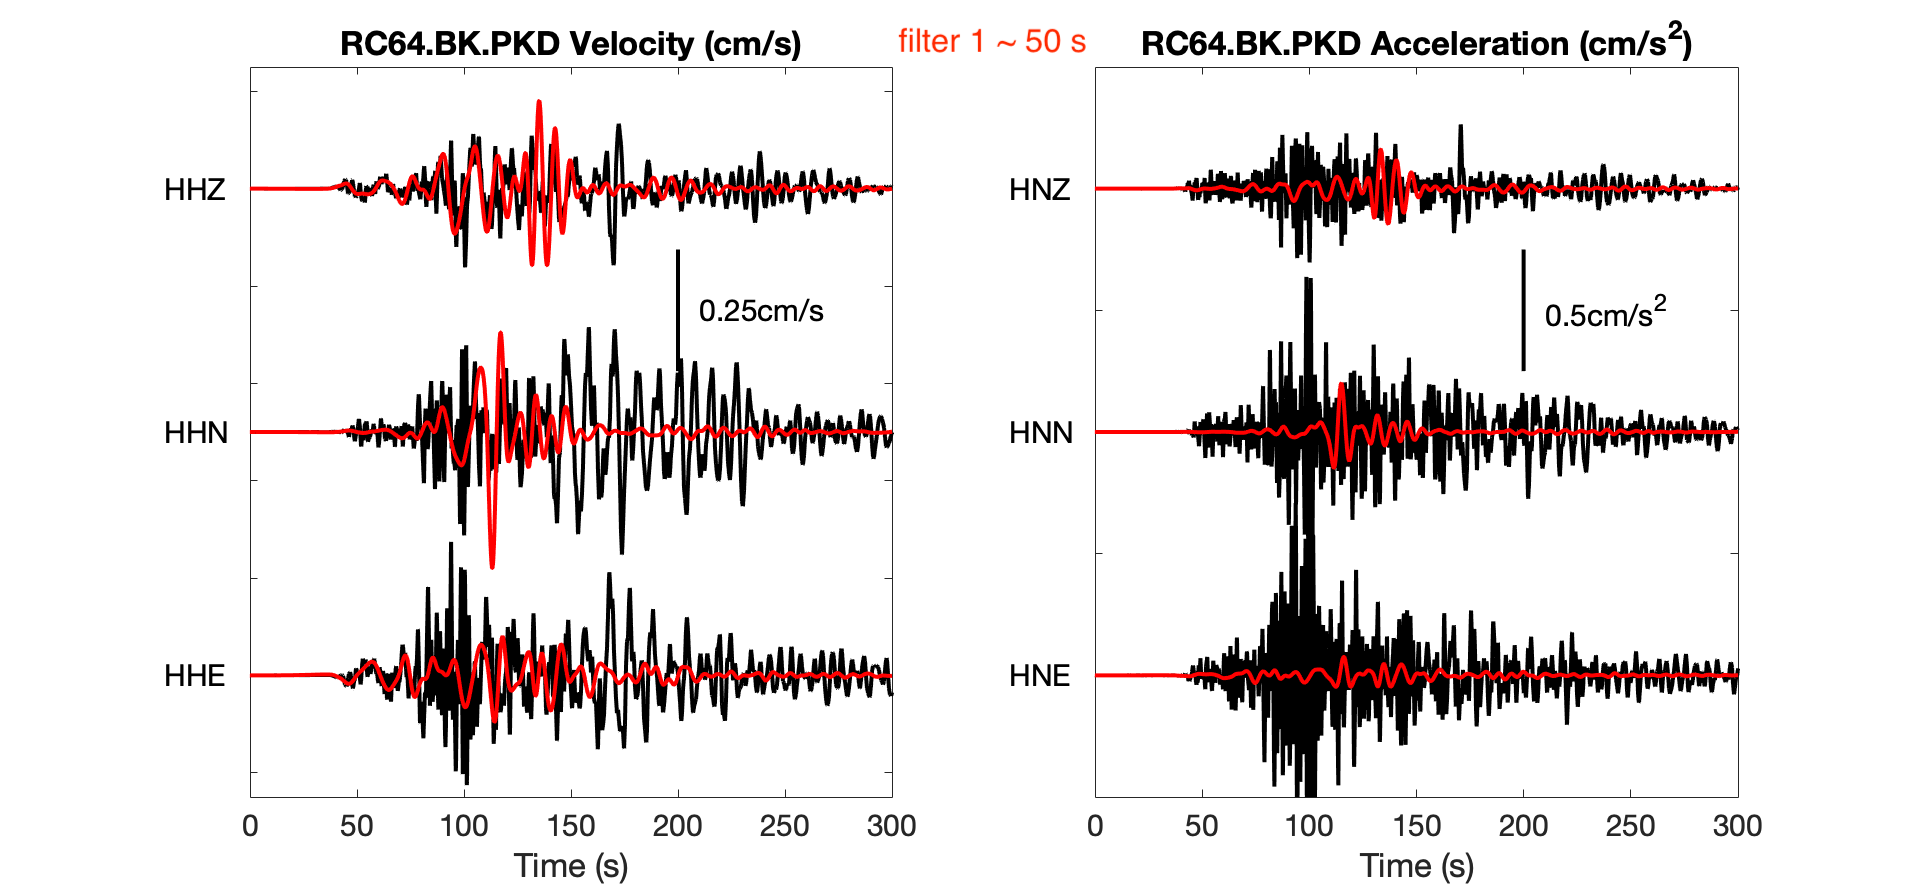 RC64.BK.PKD Velocity (cm/s)
filter 1 ~ 50 s
RC64.BK.PKD Acceleration (cm/s²)
HHZ
HHN
HHE
0.25cm/s
0 50 100 150 200 250 300
Time (s)
HNZ
HNN
HNE
0.5cm/s²
0 50 100 150 200 250 300
Time (s)